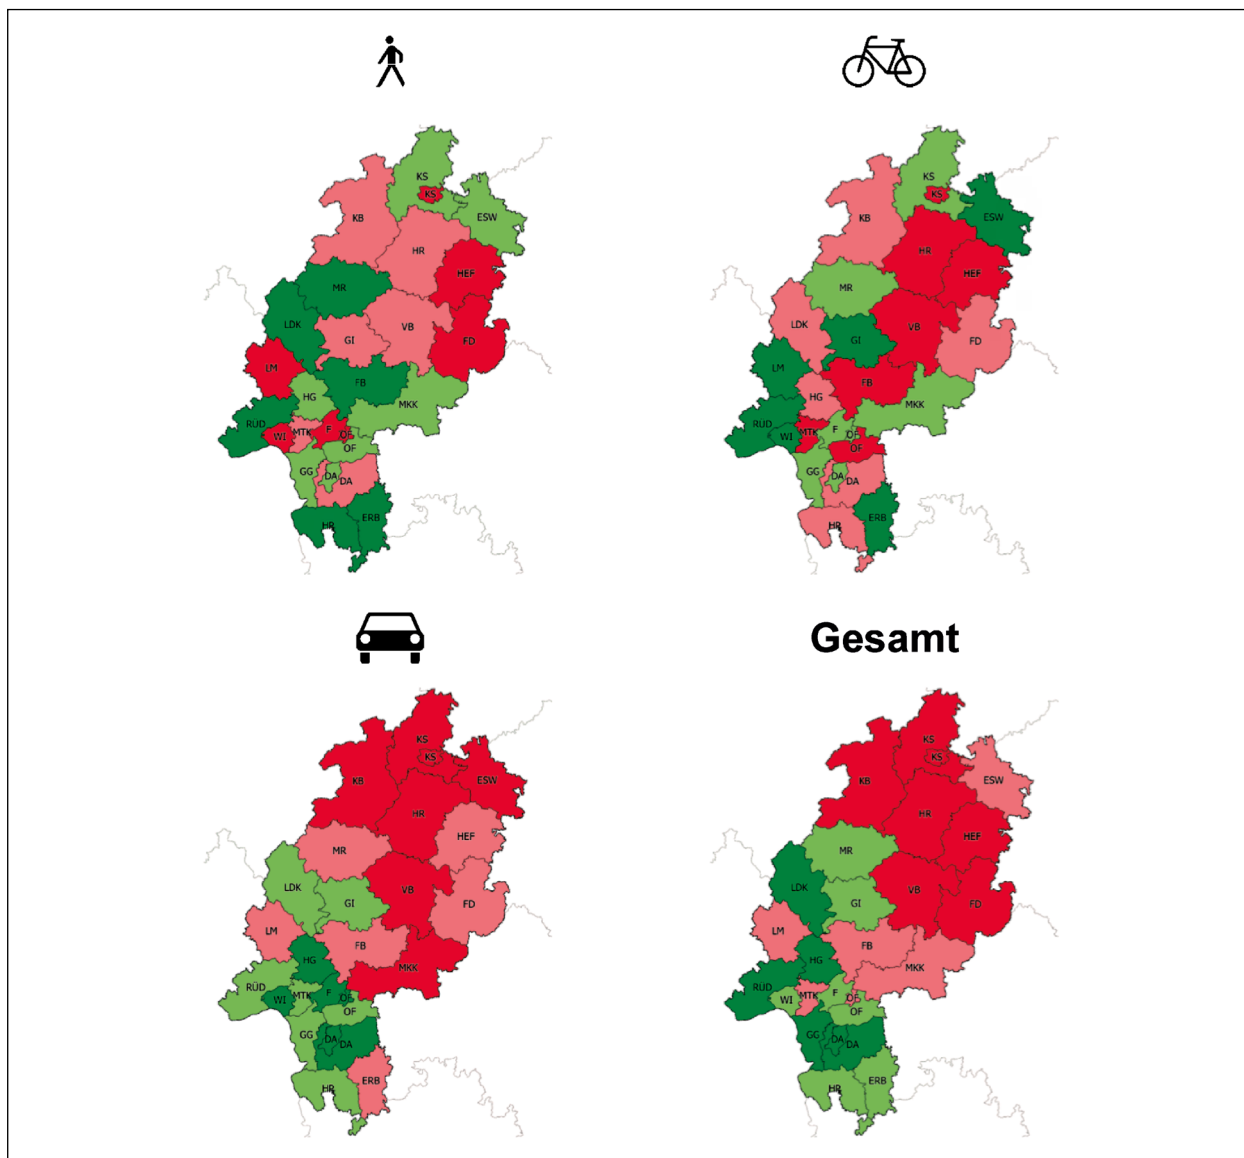 KS
KS
KB
ESW
HR
HEF
MR
LDK
GI
VB
FD
LM
FB
HG
MKK
RÜD
WI
MTK
F
OF
OF
GG
DA
DA
HR
ERB
KS
KS
KB
ESW
HR
HEF
MR
LDK
GI
VB
FD
LM
FB
HG
MKK
RÜD
WI
MTK
F
OF
OF
GG
DA
DA
HR
ERB
Gesamt
KS
KS
KB
ESW
HR
HEF
MR
LDK
GI
VB
FD
LM
FB
HG
MKK
RÜD
WI
MTK
F
OF
OF
GG
DA
DA
HR
ERB
KS
KS
KB
ESW
HR
HEF
MR
LDK
GI
VB
FD
LM
FB
HG
MKK
RÜD
WI
MTK
F
OF
OF
GG
DA
DA
HR
ERB